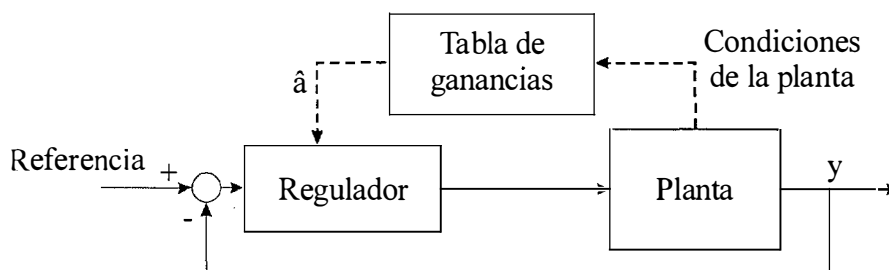 Tabla de
ganancias
Condiciones
de la planta
â
Referencia
+
-
Regulador
Planta
y